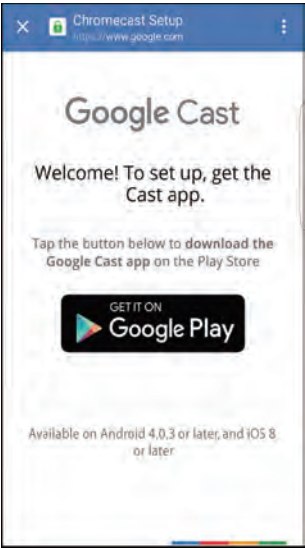 Chromecast Setup
https://www.google.com
Google Cast
Welcome! To set up, get the
Cast app.
Tap the button below to download the
Google Cast app on the Play Store
GET IT ON
Google Play
Available on Android 4.0.3 or later, and iOS 8
or later